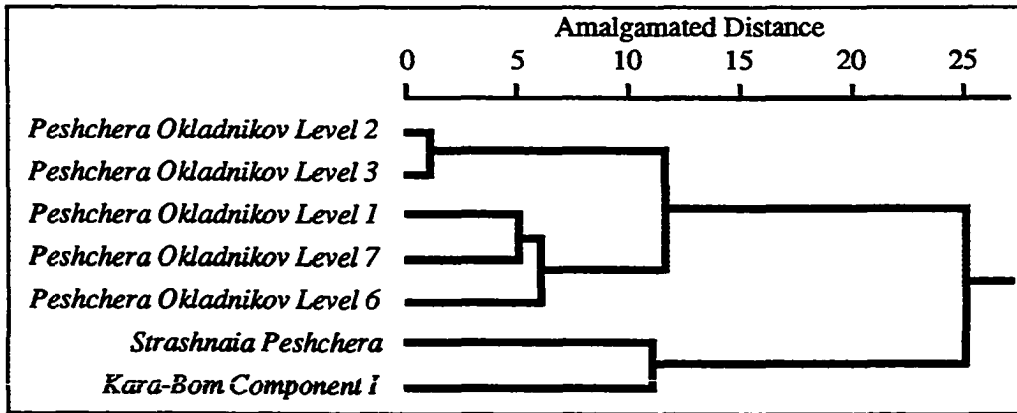 Amalgamated Distance
0 5 10 15 20 25
Peshchera Okladnikov Level 2
Peshchera Okladnikov Level 3
Peshchera Okladnikov Level 1
Peshchera Okladnikov Level 7
Peshchera Okladnikov Level 6
Strashnaia Peshchera
Kara-Bom Component I